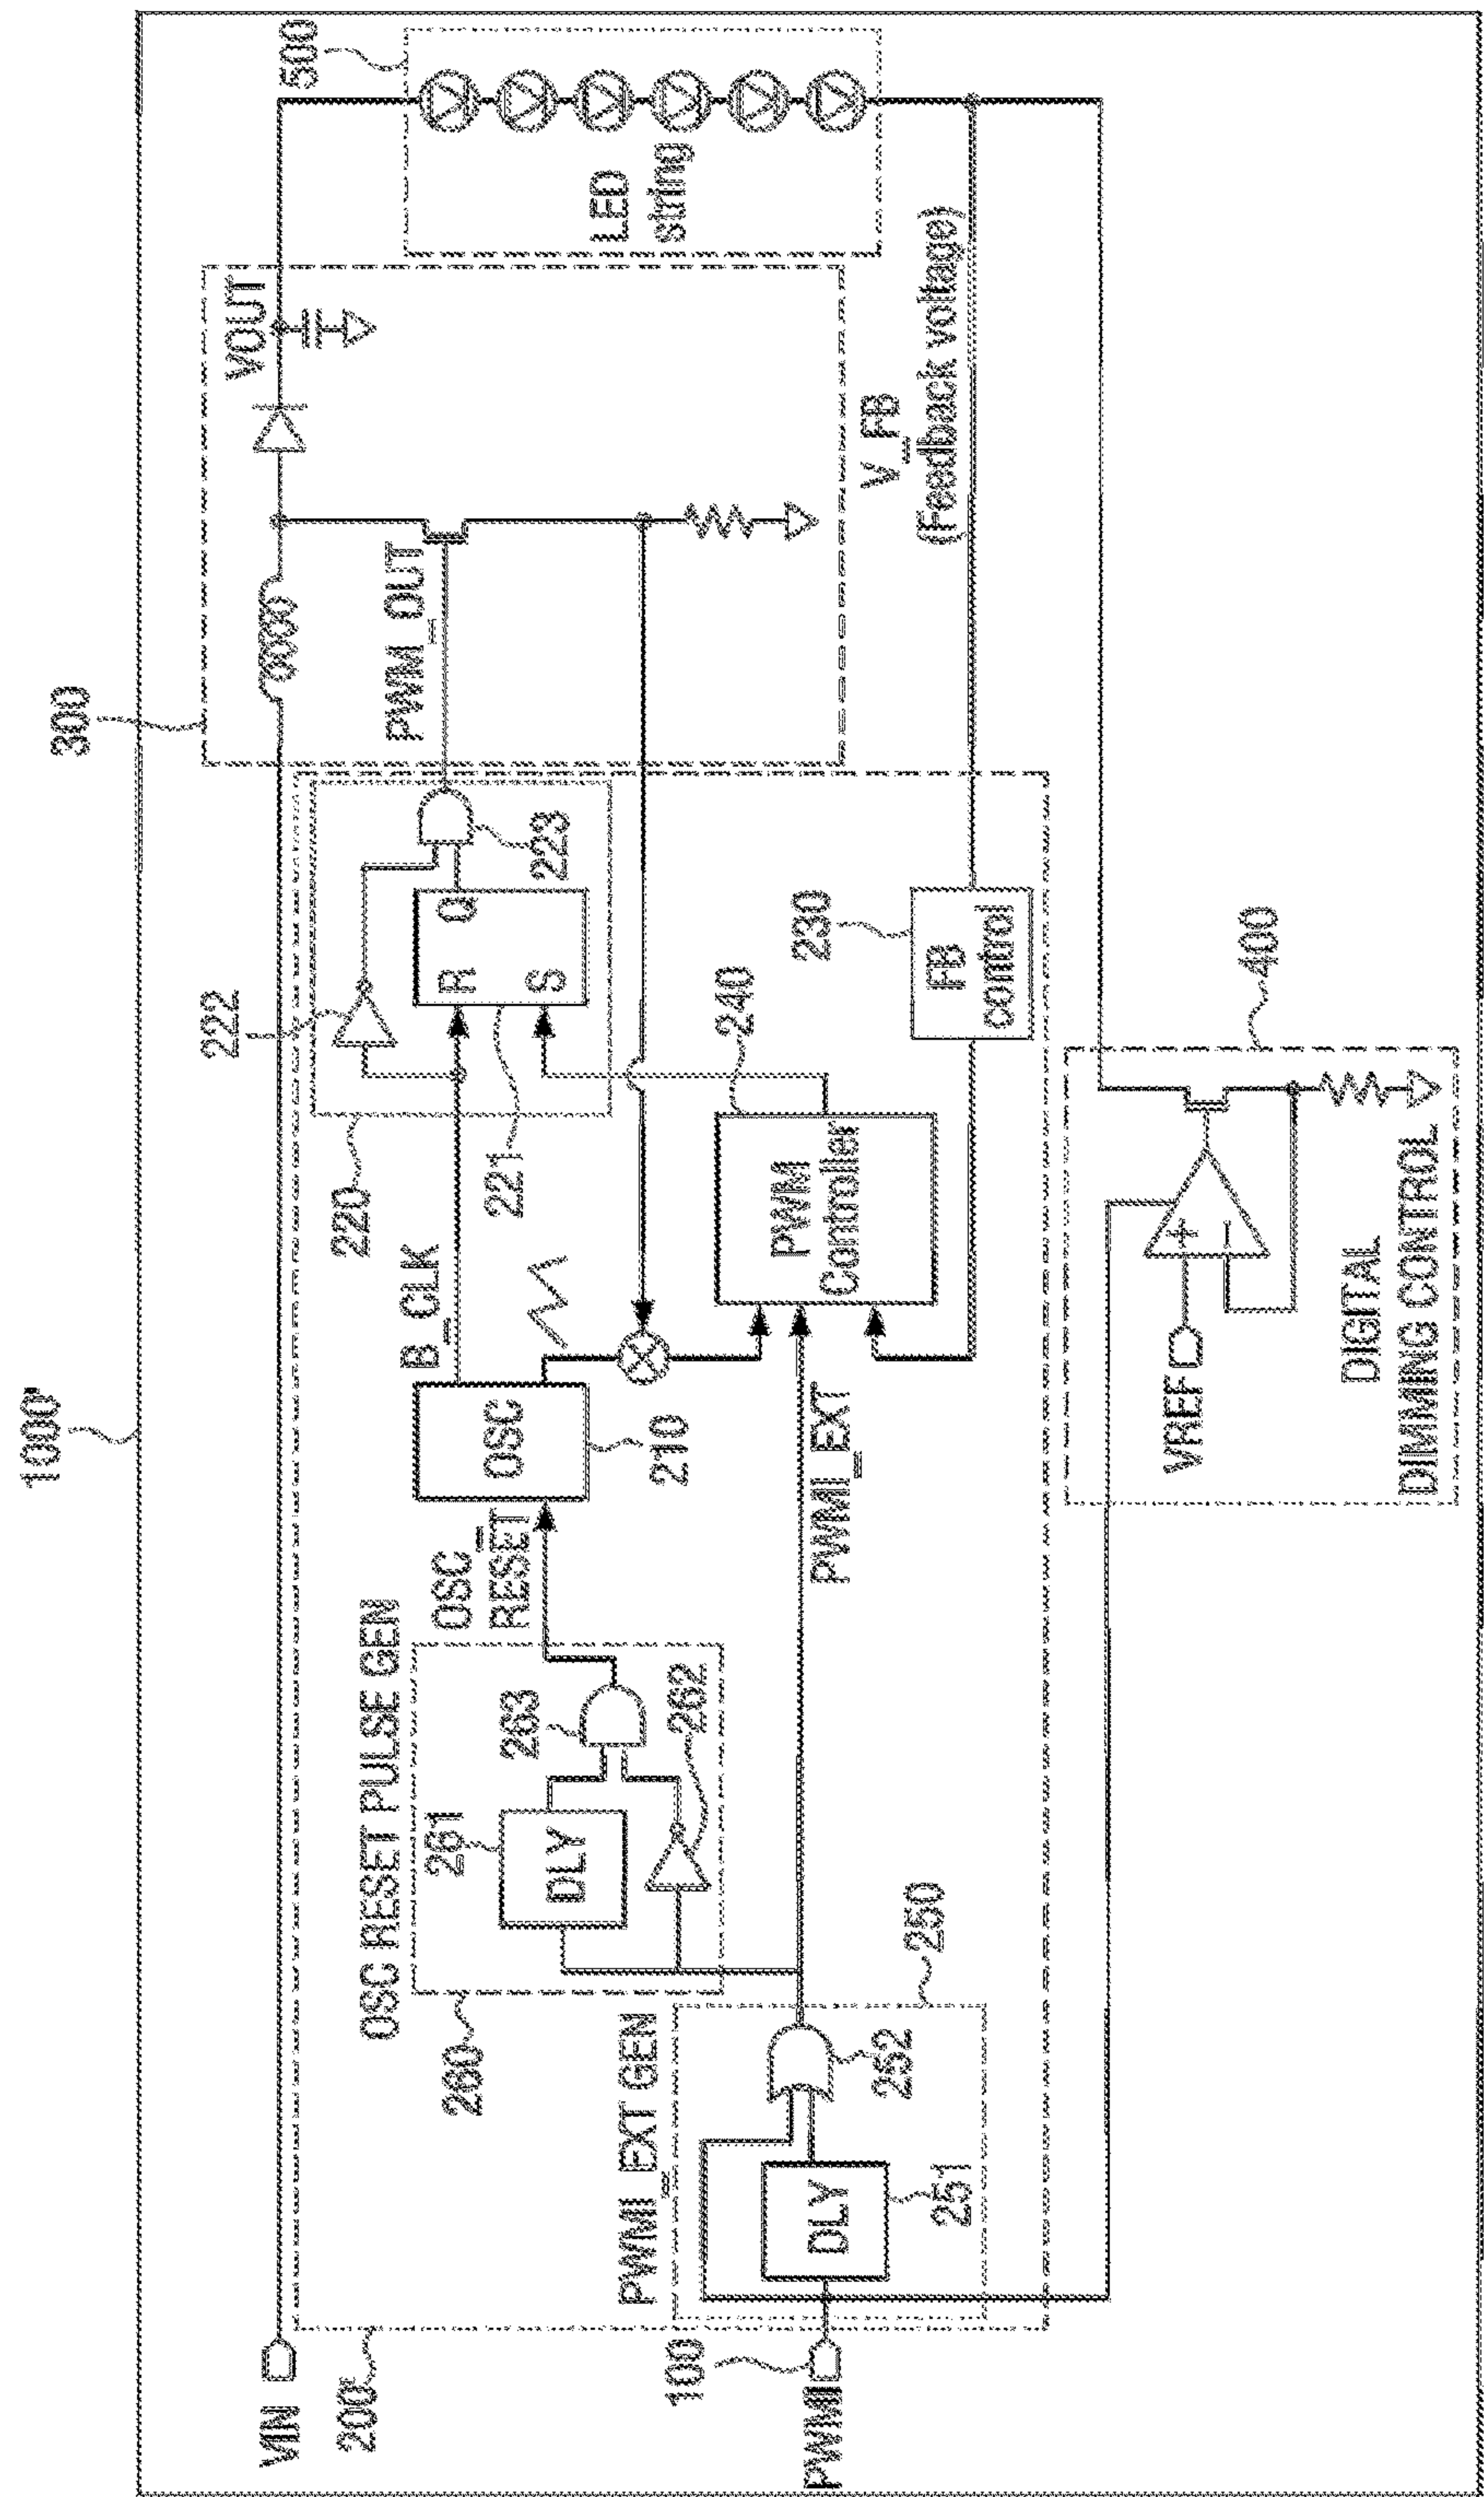 1000'
300
500
VIN
VOUT
LED
string
PWM_OUT
V_FB
(Feedback voltage)
200'
OSC RESET PULSE GEN
260
261
DLY
263
262
OSC_
RESET
OSC
210
B_CLK
220
222
221
R
S
Q
223
240
PWM
Controller
230
FB
control
PWMI_EXT
PWMI_EXT GEN
250
252
DLY
251
100
PWMI
400
VREF
+
−
DIGITAL
DIMMING CONTROL